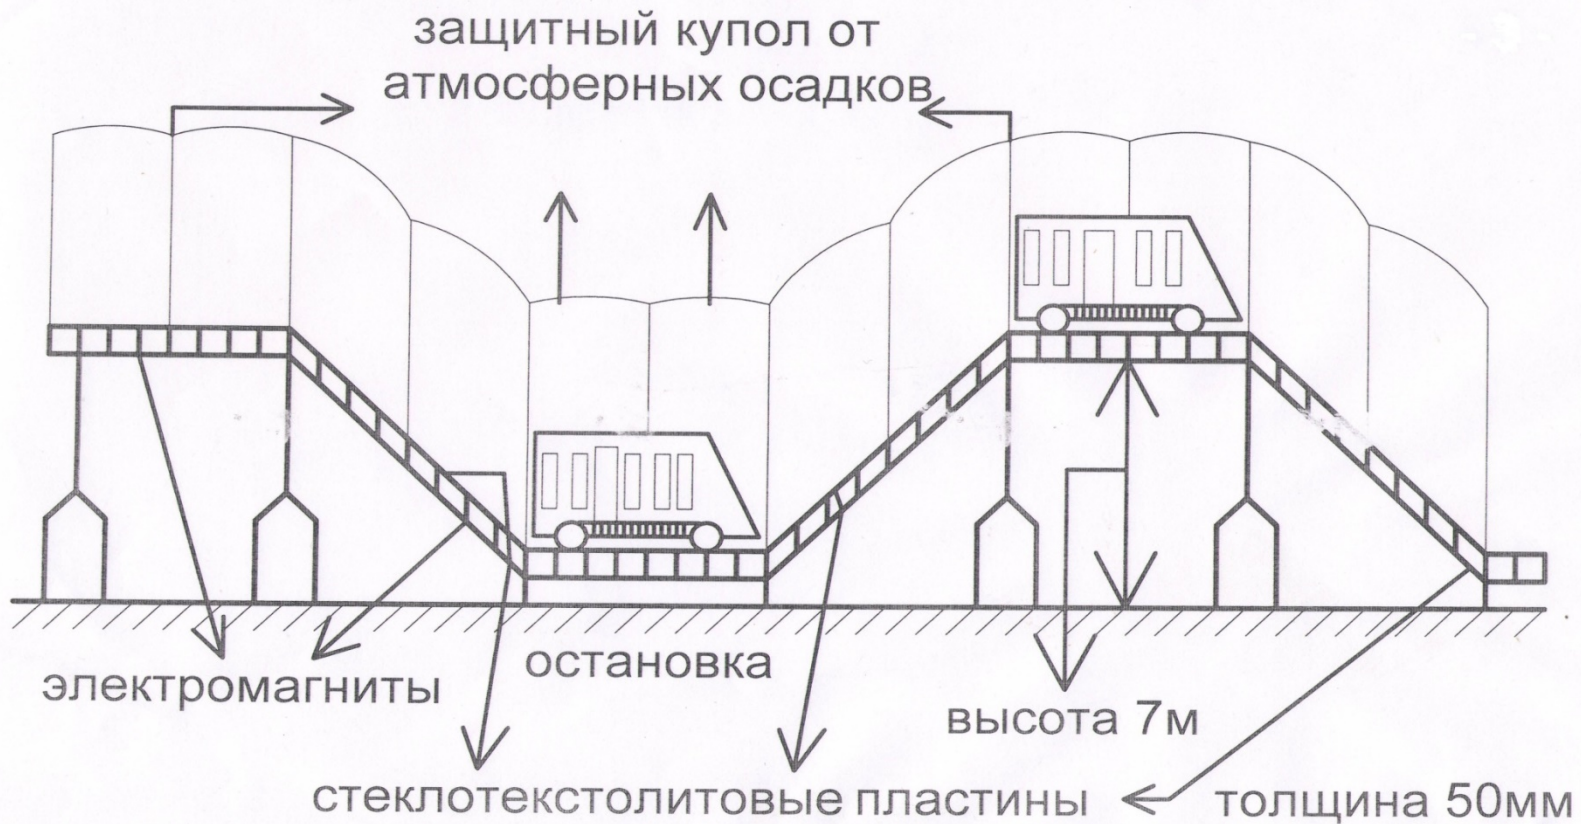 защитный купол от
атмосферных осадков
электромагниты
остановка
высота 7м
стеклотекстолитовые пластины
толщина 50мм